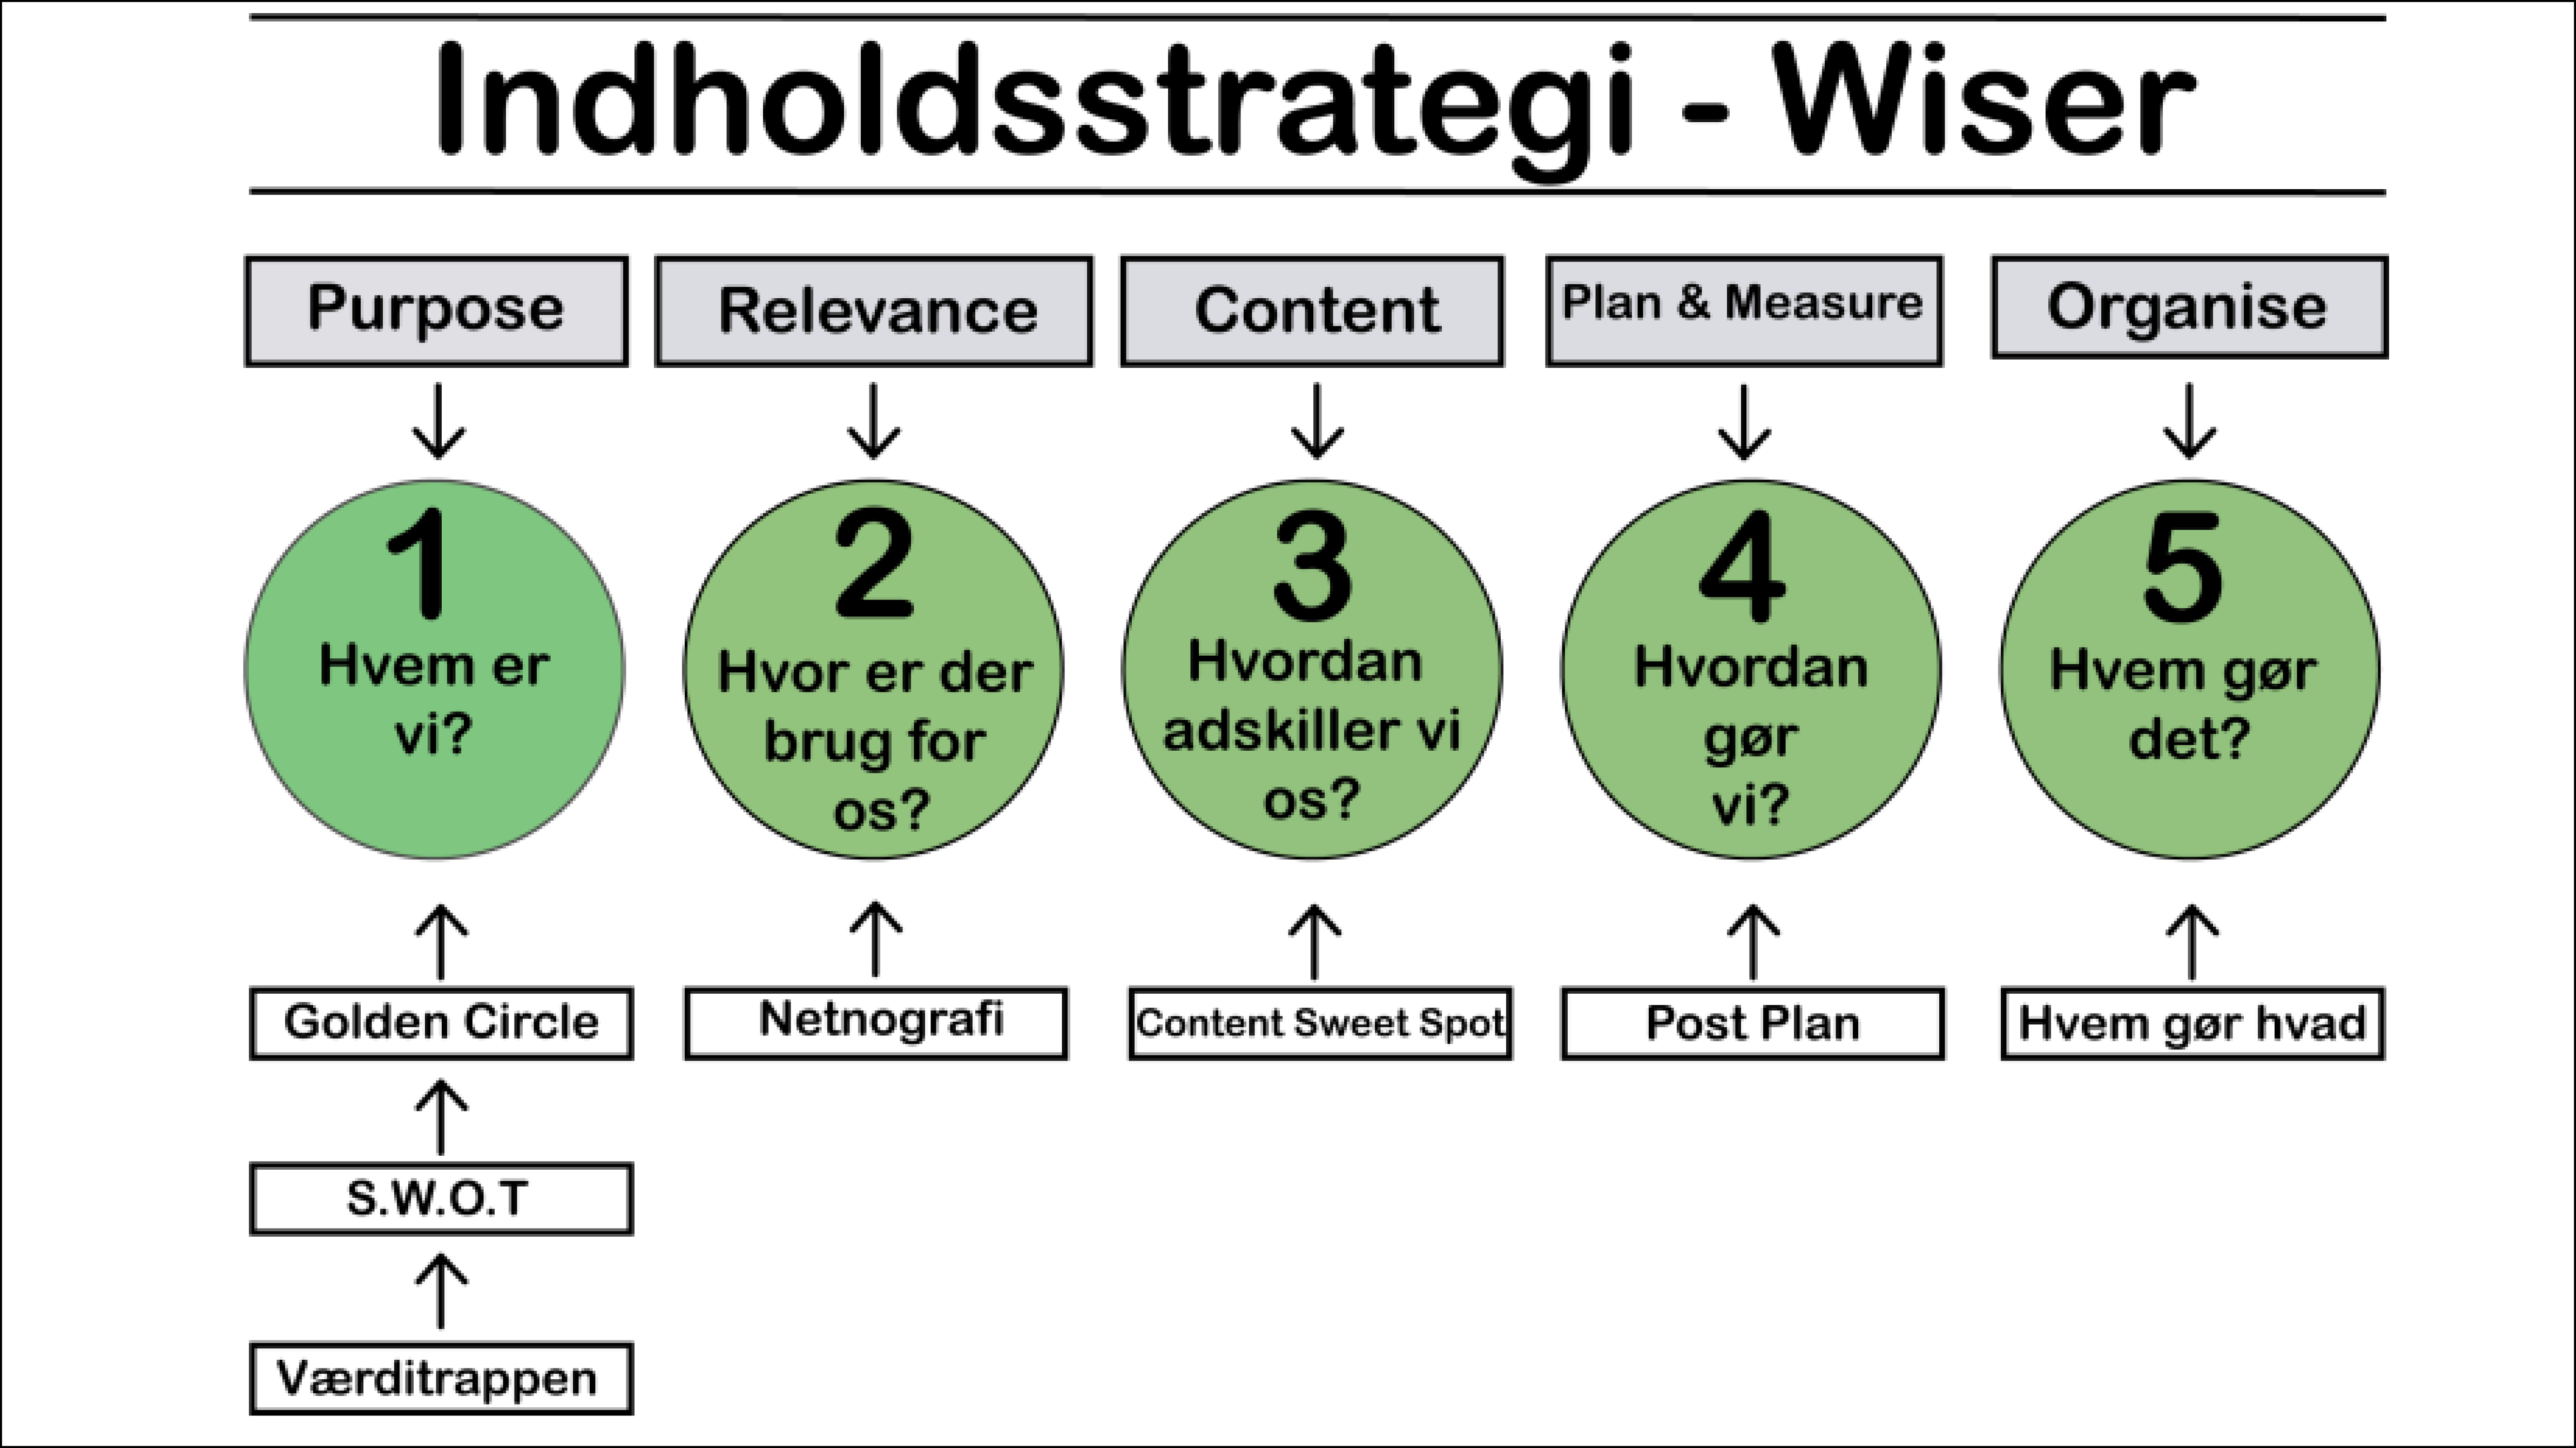 Indholdsstrategi - Wiser
Purpose
Relevance
Content
Plan & Measure
Organise
1
Hvem er
vi?
2
Hvor er der
brug for
os?
3
Hvordan
adskiller vi
os?
4
Hvordan
gør
vi?
5
Hvem gør
det?
Golden Circle
Netnografi
Content Sweet Spot
Post Plan
Hvem gør hvad
S.W.O.T
Værditrappen